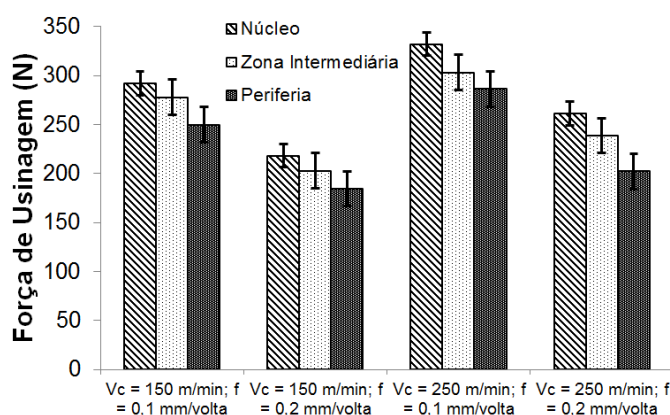 Força de Usinagem (N)
350
300
250
200
150
100
50
0
Núcleo
Zona Intermediária
Periferia
Vc = 150 m/min; f
= 0.1 mm/volta
Vc = 150 m/min; f
= 0.2 mm/volta
Vc = 250 m/min; f
= 0.1 mm/volta
Vc = 250 m/min; f
= 0.2 mm/volta